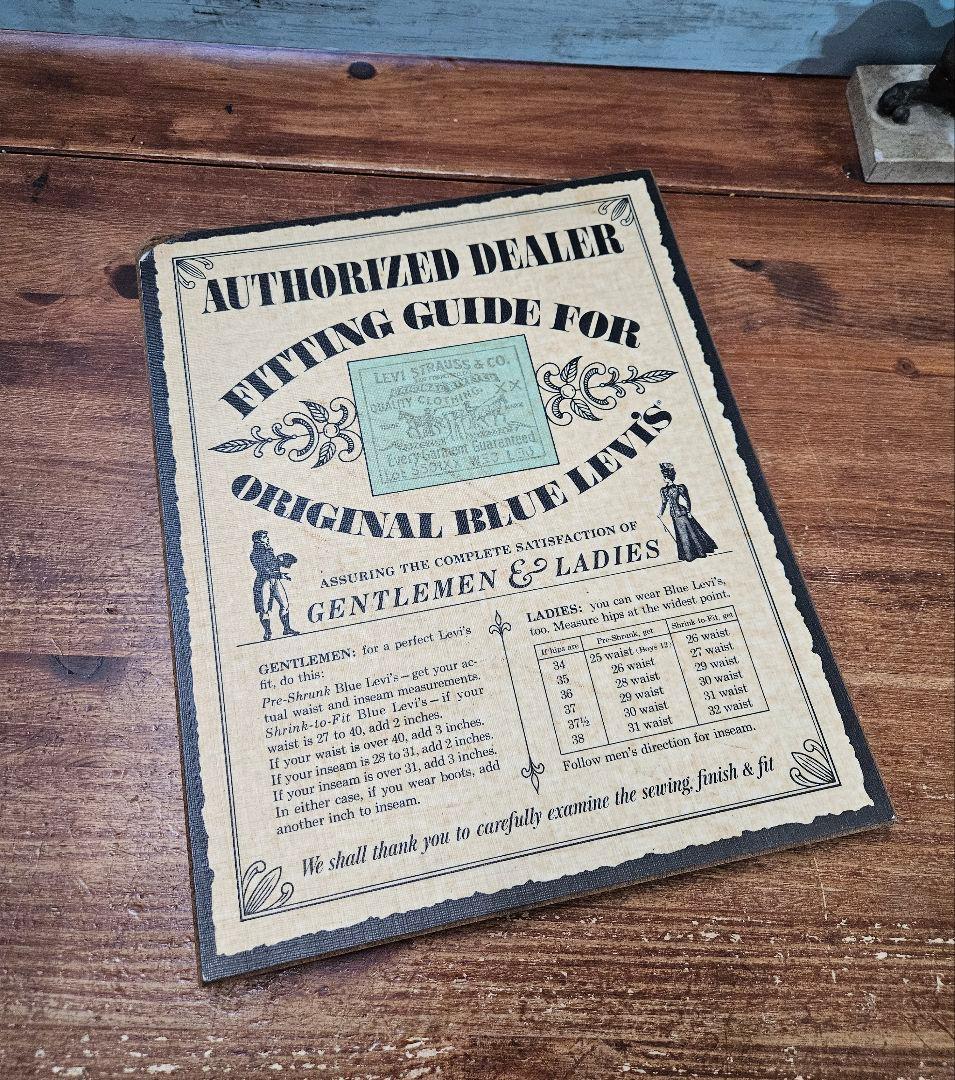 AUTHORIZED DEALER
FITTING GUIDE FOR
LEVI STRAUSS & CO.
QUALITY CLOTHING
XX
Every Garment Guaranteed
ORIGINAL BLUE LEVI'S®
ASSURING THE COMPLETE SATISFACTION OF
GENTLEMEN & LADIES
GENTLEMEN: for a perfect Levi's
fit, do this:
Pre-Shrunk Blue Levi's – get your ac-
tual waist and inseam measurements.
Shrink-to-Fit Blue Levi's – if your
waist is 27 to 40, add 2 inches.
If your waist is over 40, add 3 inches.
If your inseam is 28 to 31, add 2 inches.
If your inseam is over 31, add 3 inches.
In either case, if you wear boots, add
another inch to inseam.
LADIES: you can wear Blue Levi's,
too. Measure hips at the widest point.
If hips are Pre-Shrunk, get Shrink-to-Fit, get
34 25 waist (Boys 12) 26 waist
35 26 waist 27 waist
36 28 waist 29 waist
37 29 waist 30 waist
37½ 30 waist 31 waist
38 31 waist 32 waist
Follow men's direction for inseam.
We shall thank you to carefully examine the sewing, finish & fit